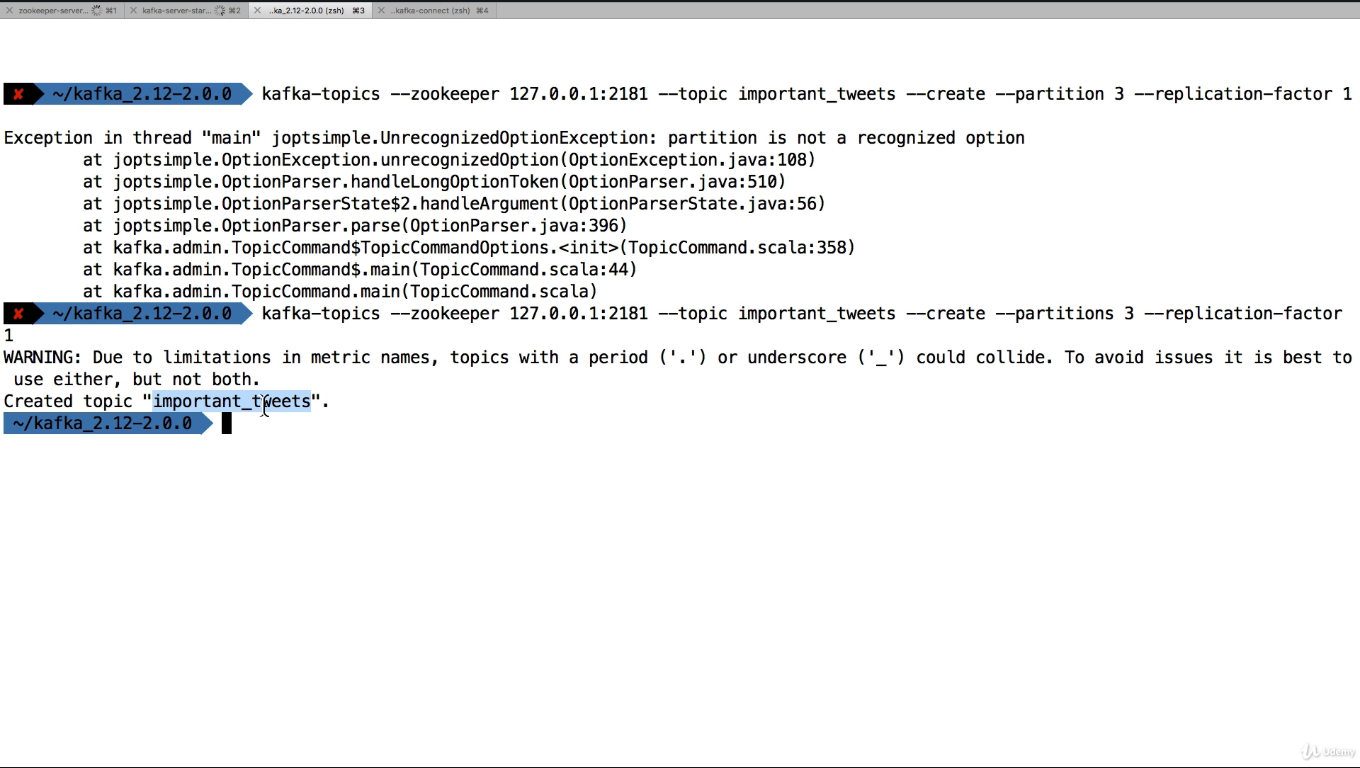 zookeeper-server... ⌘1 kafka-server-star... ⌘2 ..ka_2.12-2.0.0 (zsh) ⌘3 ..kafka-connect (zsh) ⌘4
✘ ~/kafka_2.12-2.0.0 kafka-topics --zookeeper 127.0.0.1:2181 --topic important_tweets --create --partition 3 --replication-factor 1
Exception in thread "main" joptsimple.UnrecognizedOptionException: partition is not a recognized option
at joptsimple.OptionException.unrecognizedOption(OptionException.java:108)
at joptsimple.OptionParser.handleLongOptionToken(OptionParser.java:510)
at joptsimple.OptionParserState$2.handleArgument(OptionParserState.java:56)
at joptsimple.OptionParser.parse(OptionParser.java:396)
at kafka.admin.TopicCommand$TopicCommandOptions.<init>(TopicCommand.scala:358)
at kafka.admin.TopicCommand$.main(TopicCommand.scala:44)
at kafka.admin.TopicCommand.main(TopicCommand.scala)
✘ ~/kafka_2.12-2.0.0 kafka-topics --zookeeper 127.0.0.1:2181 --topic important_tweets --create --partitions 3 --replication-factor
1
WARNING: Due to limitations in metric names, topics with a period ('.') or underscore ('_') could collide. To avoid issues it is best to
use either, but not both.
Created topic "important_tweets".
~/kafka_2.12-2.0.0
Udemy